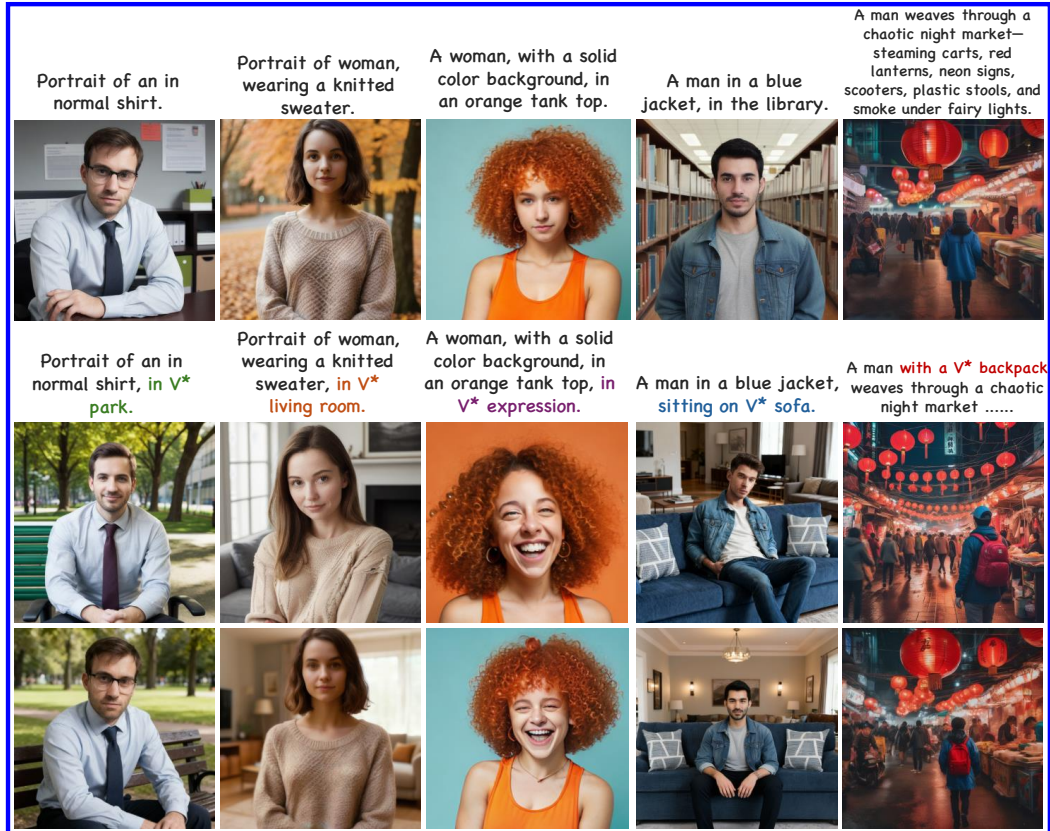 Portrait of an in
normal shirt.
Portrait of woman,
wearing a knitted
sweater.
A woman, with a solid
color background, in
an orange tank top.
A man in a blue
jacket, in the library.
A man weaves through a
chaotic night market—
steaming carts, red
lanterns, neon signs,
scooters, plastic stools, and
smoke under fairy lights.
Portrait of an in
normal shirt, in V*
park.
Portrait of woman,
wearing a knitted
sweater, in V*
living room.
A woman, with a solid
color background, in
an orange tank top, in
V* expression.
A man in a blue jacket,
sitting on V* sofa.
A man with a V* backpack
weaves through a chaotic
night market ......